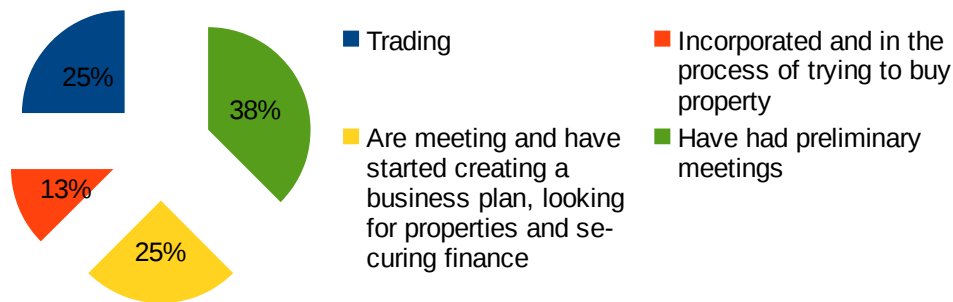 25%
38%
13%
25%
Trading
Incorporated and in the
process of trying to buy
property
Are meeting and have
started creating a
business plan, looking
for properties and se-
curing finance
Have had preliminary
meetings